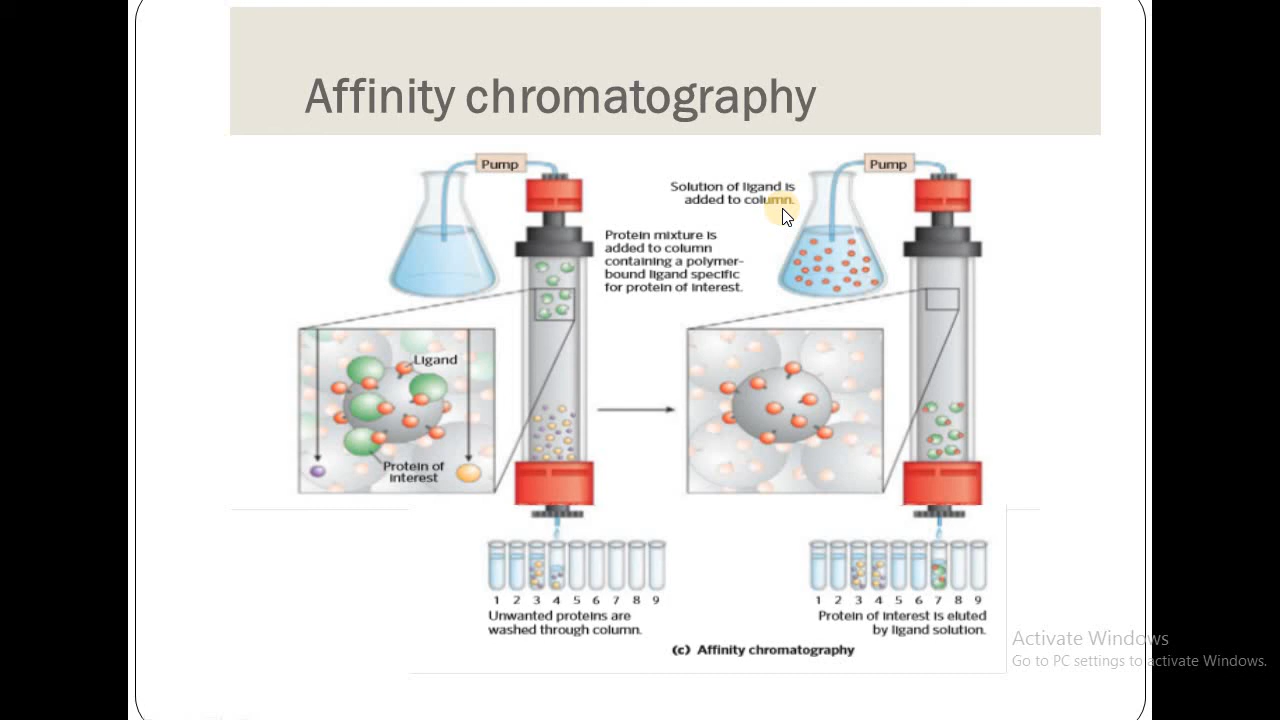 Affinity chromatography
Pump
Pump
Solution of ligand is
added to column.
Protein mixture is
added to column
containing a polymer-
bound ligand specific
for protein of interest.
Ligand
Protein of
interest
1 2 3 4 5 6 7 8 9
Unwanted proteins are
washed through column.
1 2 3 4 5 6 7 8 9
Protein of interest is eluted
by ligand solution.
(c) Affinity chromatography
Activate Windows
Go to PC settings to activate Windows.